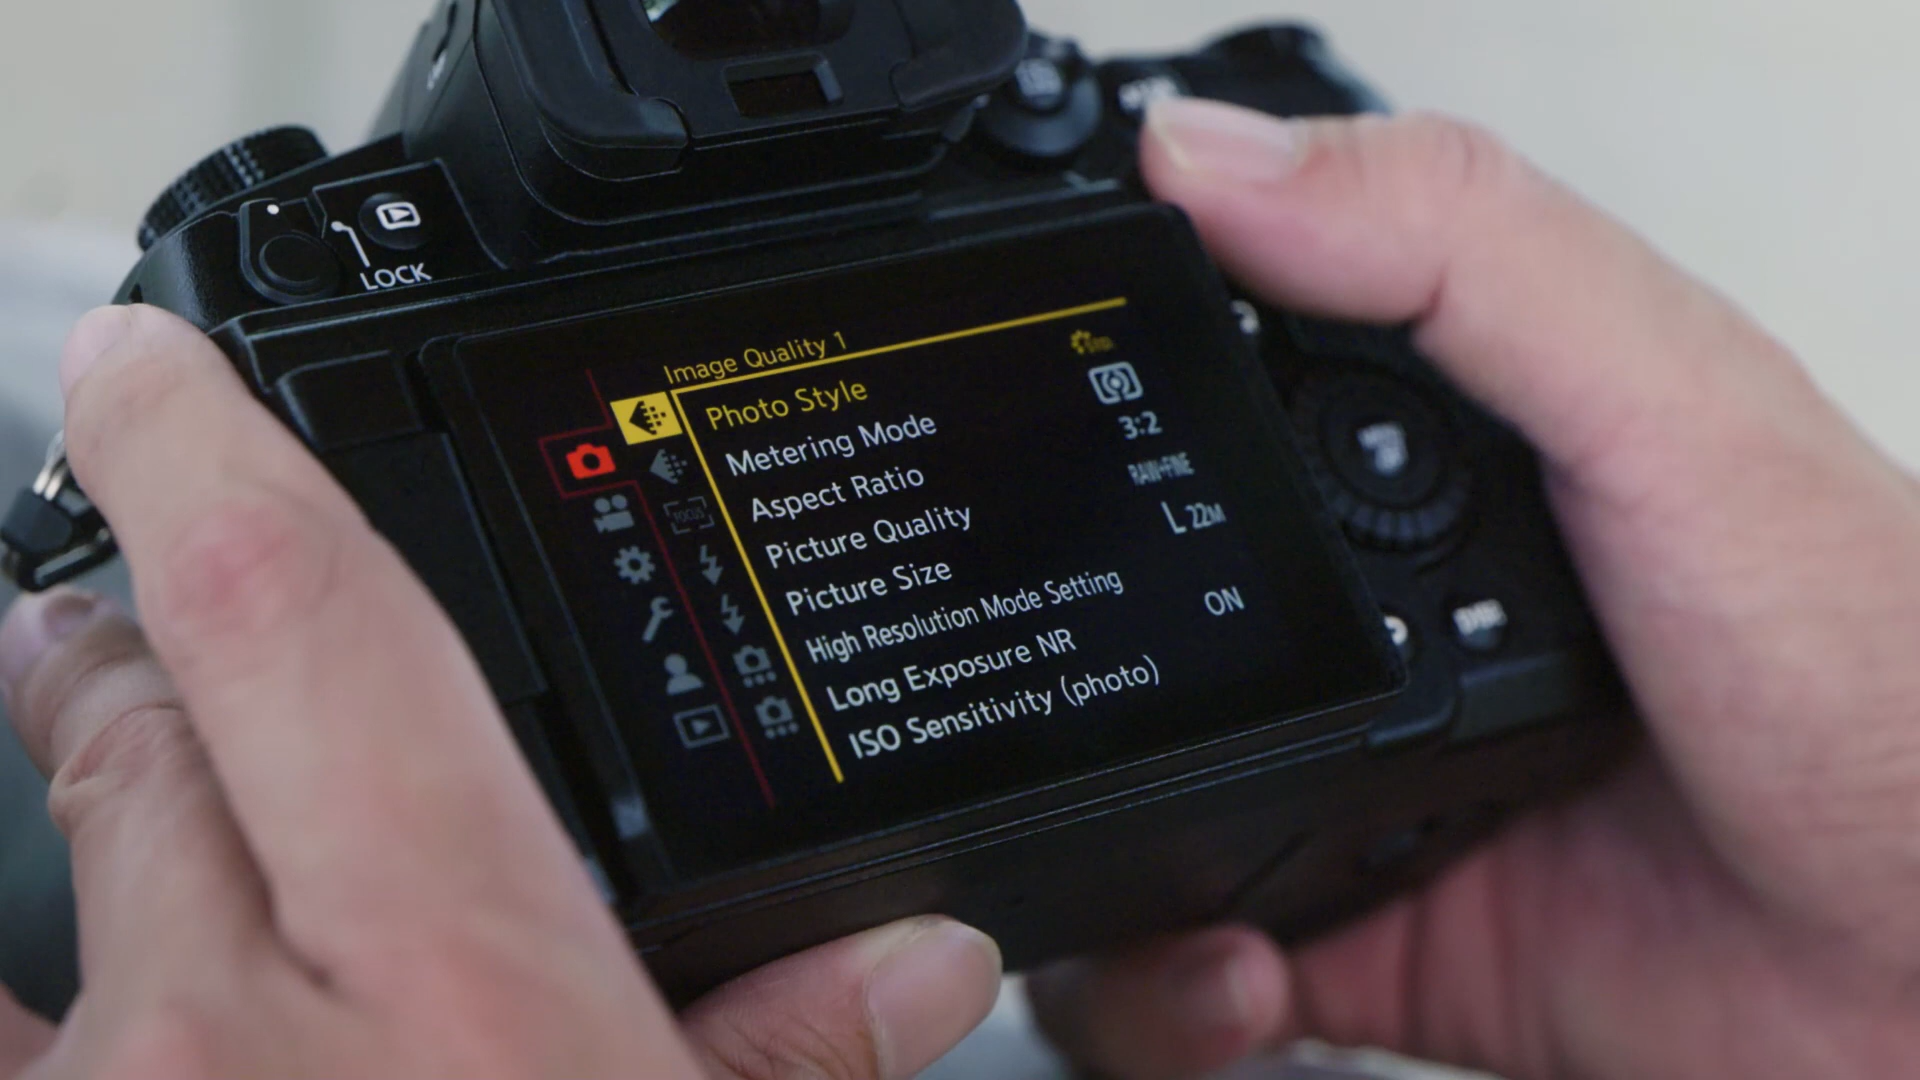 LOCK
Image Quality 1
Photo Style
Metering Mode
Aspect Ratio 3:2
Picture Quality RAW+FINE
Picture Size L 22M
High Resolution Mode Setting
Long Exposure NR ON
ISO Sensitivity (photo)
FOCUS